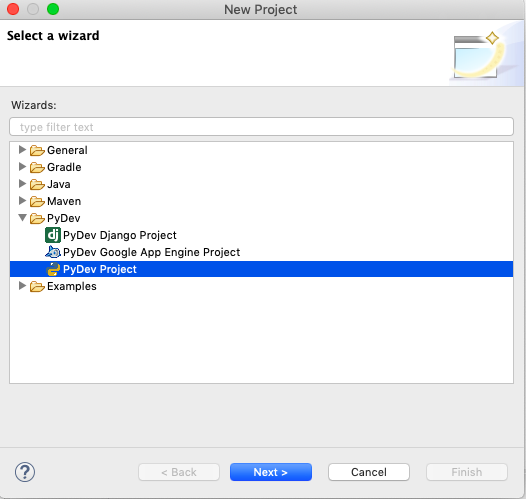 New Project
Select a wizard
Wizards:
type filter text
General
Gradle
Java
Maven
PyDev
dj PyDev Django Project
PyDev Google App Engine Project
PyDev Project
Examples
? < Back Next > Cancel Finish